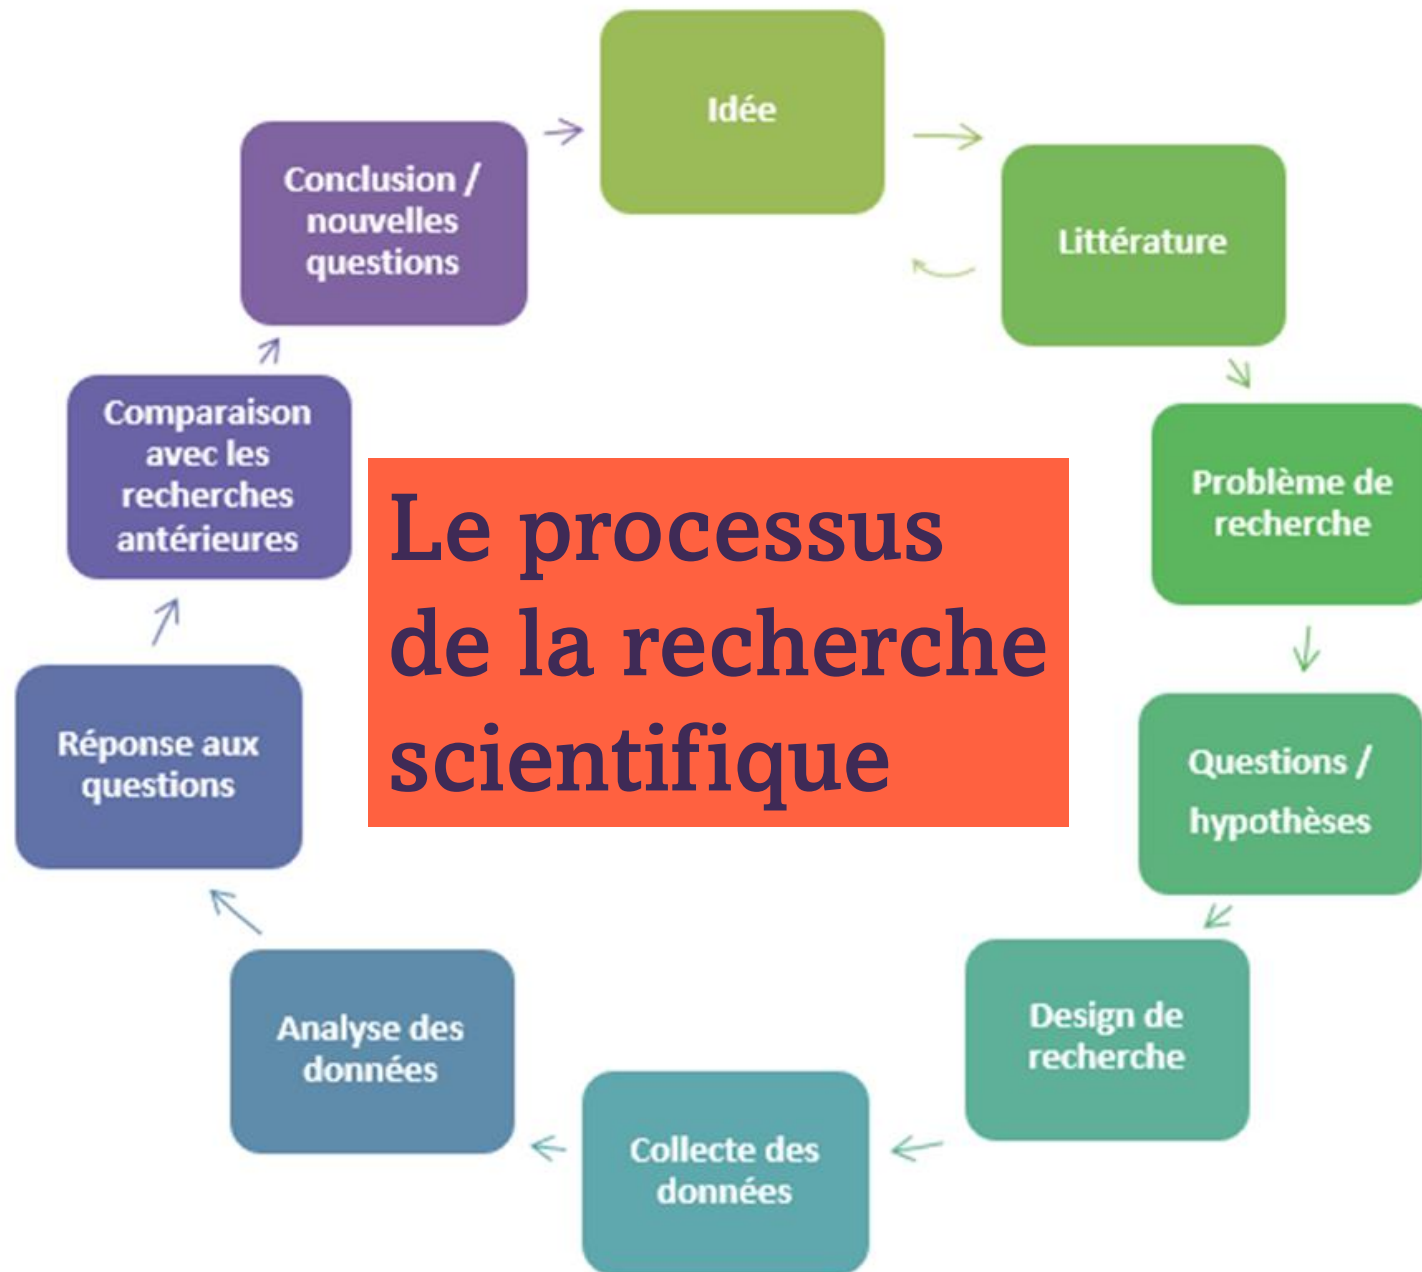 Idée
Littérature
Problème de
recherche
Questions /
hypothèses
Design de
recherche
Collecte des
données
Analyse des
données
Réponse aux
questions
Comparaison
avec les
recherches
antérieures
Conclusion /
nouvelles
questions
Le processus
de la recherche
scientifique